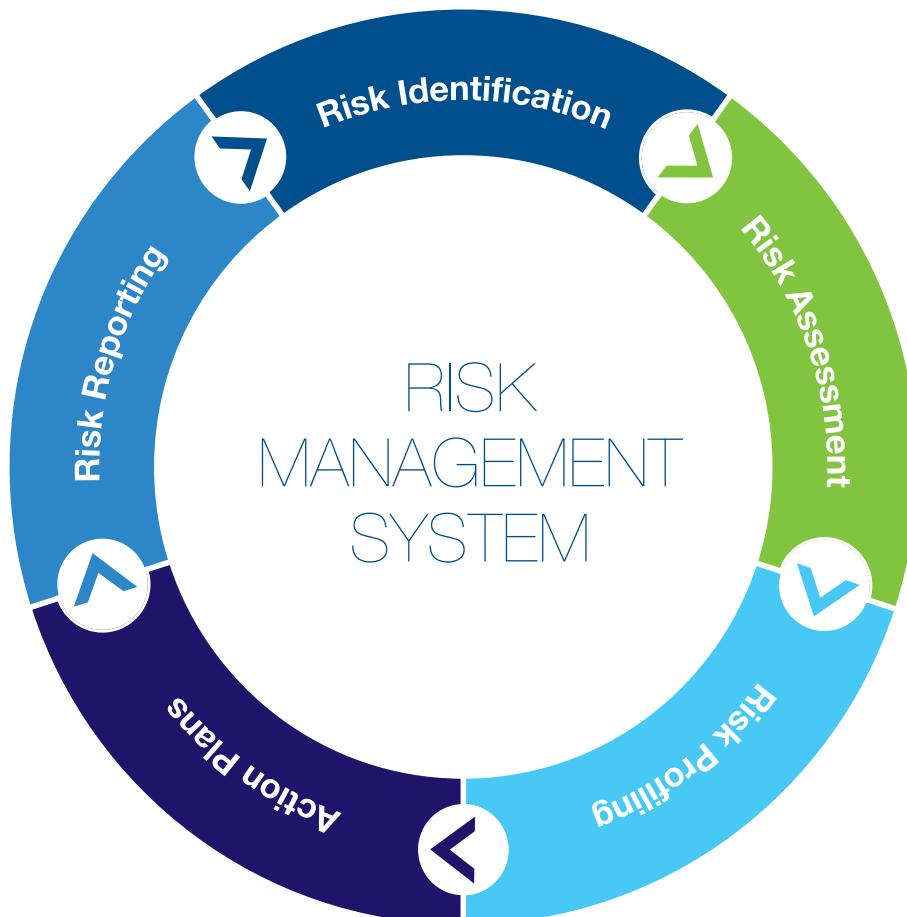 Risk Identification
Risk Assessment
Risk Profiling
Action Plans
Risk Reporting
RISK
MANAGEMENT
SYSTEM